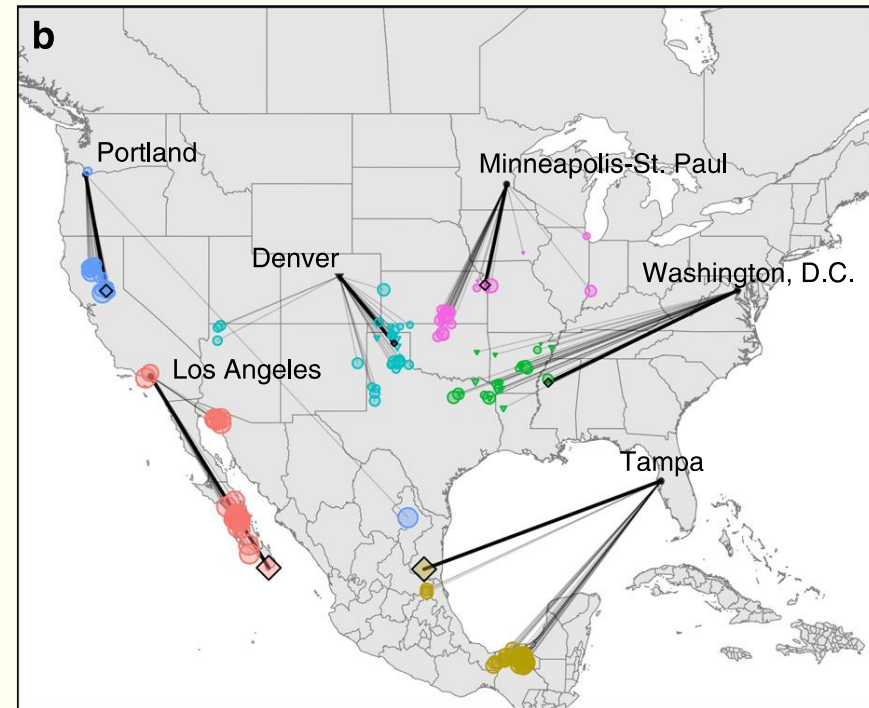 b
Portland
Minneapolis-St. Paul
Denver
Washington, D.C.
Los Angeles
Tampa